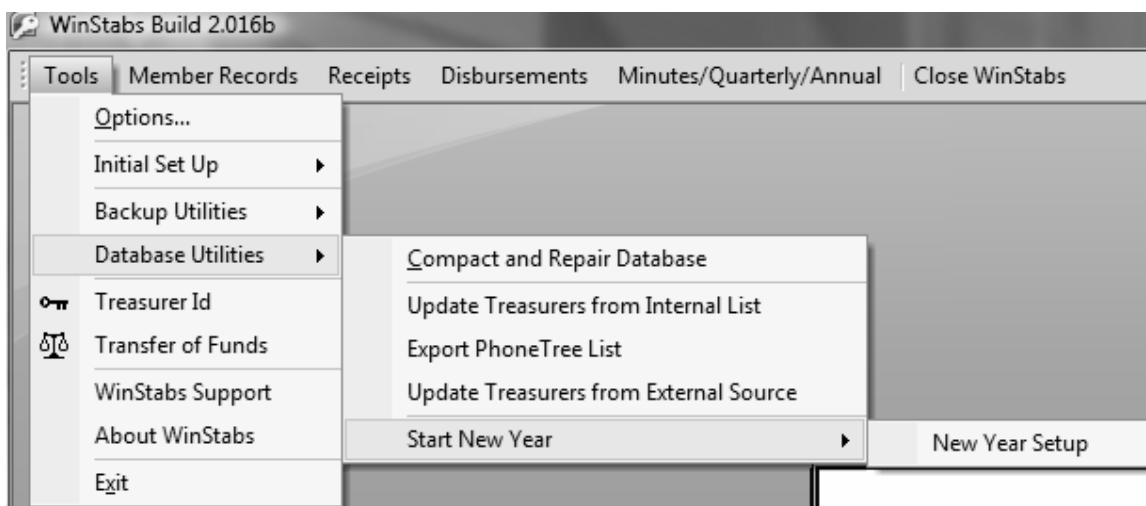 WinStabs Build 2.016b
Tools Member Records Receipts Disbursements Minutes/Quarterly/Annual Close WinStabs
Options...
Initial Set Up
Backup Utilities
Database Utilities
Compact and Repair Database
Treasurer Id
Update Treasurers from Internal List
Transfer of Funds
Export PhoneTree List
WinStabs Support
Update Treasurers from External Source
About WinStabs
Start New Year
New Year Setup
Exit